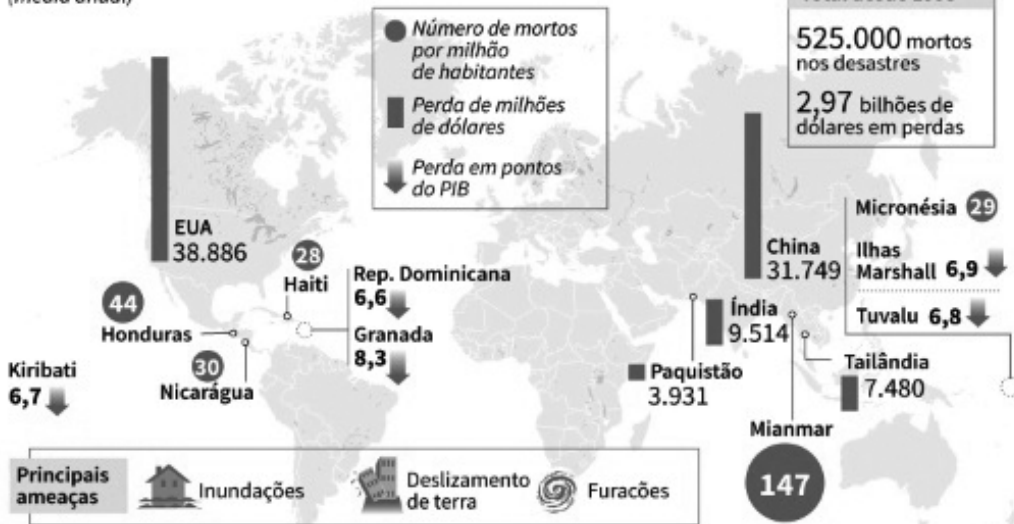 (média anual)
Número de mortos
por milhão
de habitantes
Perda de milhões
de dólares
Perda em pontos
do PIB
525.000 mortos
nos desastres
2,97 bilhões de
dólares em perdas
EUA
38.886
28
Haiti
44
Honduras
30
Nicarágua
Kiribati
6,7
Rep. Dominicana
6,6
Granada
8,3
China
31.749
Índia
9.514
Paquistão
3.931
Tailândia
7.480
Mianmar
147
Micronésia 29
Ilhas
Marshall 6,9
Tuvalu 6,8
Principais
ameaças
Inundações
Deslizamento
de terra
Furacões